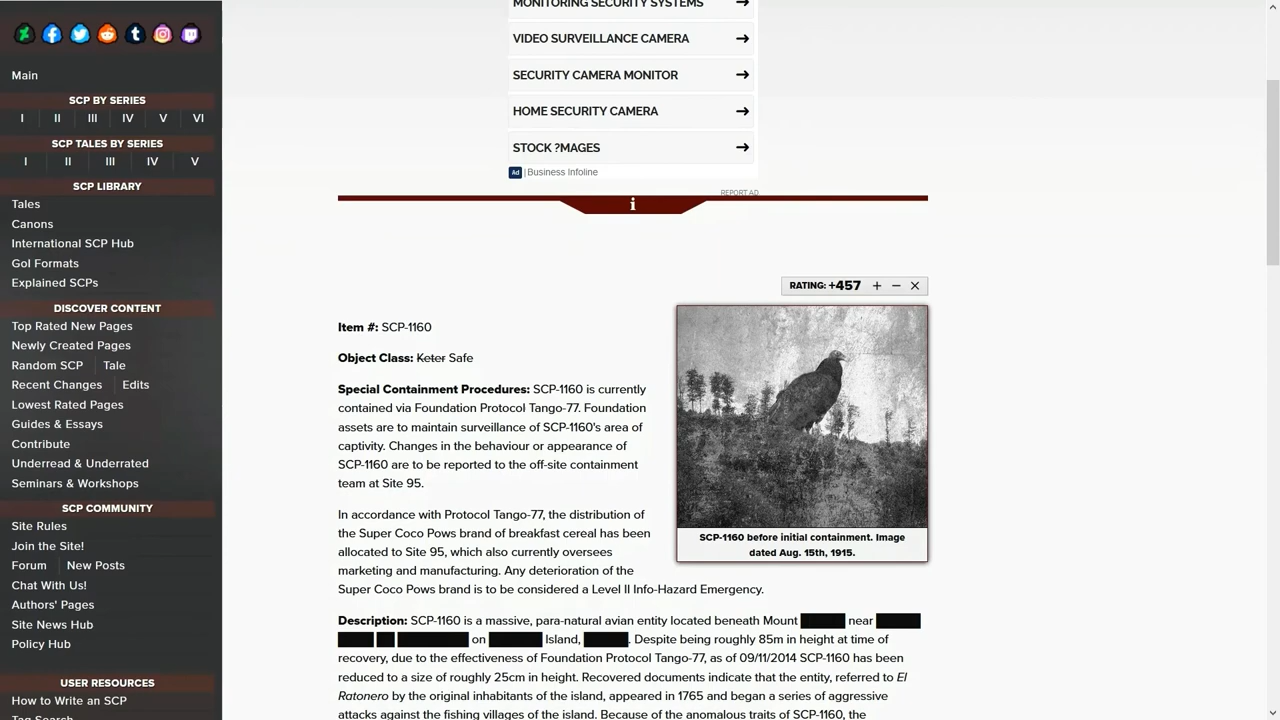 Main
SCP BY SERIES
I II III IV V VI
SCP TALES BY SERIES
I II III IV V
SCP LIBRARY
Tales
Canons
International SCP Hub
GoI Formats
Explained SCPs
DISCOVER CONTENT
Top Rated New Pages
Newly Created Pages
Random SCP Tale
Recent Changes Edits
Lowest Rated Pages
Guides & Essays
Contribute
Underread & Underrated
Seminars & Workshops
SCP COMMUNITY
Site Rules
Join the Site!
Forum New Posts
Chat With Us!
Authors' Pages
Site News Hub
Policy Hub
USER RESOURCES
How to Write an SCP
Tag Search
MONITORING SECURITY SYSTEMS
VIDEO SURVEILLANCE CAMERA
SECURITY CAMERA MONITOR
HOME SECURITY CAMERA
STOCK ?MAGES
Ad | Business Infoline
REPORT AD
i
RATING: +457 + − X
Item #: SCP-1160
Object Class: Keter Safe
Special Containment Procedures: SCP-1160 is currently
contained via Foundation Protocol Tango-77. Foundation
assets are to maintain surveillance of SCP-1160's area of
captivity. Changes in the behaviour or appearance of
SCP-1160 are to be reported to the off-site containment
team at Site 95.
SCP-1160 before initial containment. Image
dated Aug. 15th, 1915.
In accordance with Protocol Tango-77, the distribution of
the Super Coco Pows brand of breakfast cereal has been
allocated to Site 95, which also currently oversees
marketing and manufacturing. Any deterioration of the
Super Coco Pows brand is to be considered a Level II Info-Hazard Emergency.
Description: SCP-1160 is a massive, para-natural avian entity located beneath Mount near
on Island, . Despite being roughly 85m in height at time of
recovery, due to the effectiveness of Foundation Protocol Tango-77, as of 09/11/2014 SCP-1160 has been
reduced to a size of roughly 25cm in height. Recovered documents indicate that the entity, referred to El
Ratonero by the original inhabitants of the island, appeared in 1765 and began a series of aggressive
attacks against the fishing villages of the island. Because of the anomalous traits of SCP-1160, the